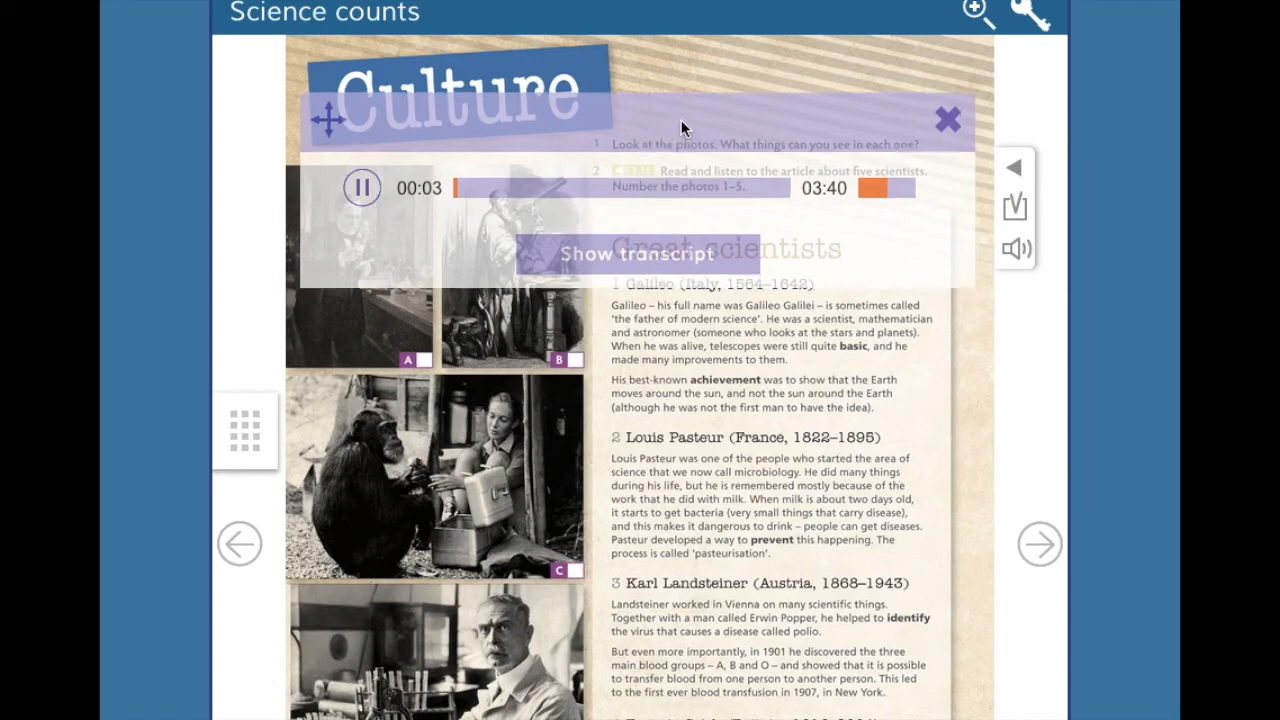 Science counts
Culture
1 Look at the photos. What things can you see in each one?
2 Read and listen to the article about five scientists.
Number the photos 1–5.
00:03
03:40
Show transcript
Great scientists
1 Galileo (Italy, 1564–1642)
Galileo – his full name was Galileo Galilei – is sometimes called
‘the father of modern science’. He was a scientist, mathematician
and astronomer (someone who looks at the stars and planets).
When he was alive, telescopes were still quite basic, and he
made many improvements to them.
His best-known achievement was to show that the Earth
moves around the sun, and not the sun around the Earth
(although he was not the first man to have the idea).
2 Louis Pasteur (France, 1822–1895)
Louis Pasteur was one of the people who started the area of
science that we now call microbiology. He did many things
during his life, but he is remembered mostly because of the
work that he did with milk. When milk is about two days old,
it starts to get bacteria (very small things that carry disease),
and this makes it dangerous to drink – people can get diseases.
Pasteur developed a way to prevent this happening. The
process is called ‘pasteurisation’.
3 Karl Landsteiner (Austria, 1868–1943)
Landsteiner worked in Vienna on many scientific things.
Together with a man called Erwin Popper, he helped to identify
the virus that causes a disease called polio.
But even more importantly, in 1901 he discovered the three
main blood groups – A, B and O – and showed that it is possible
to transfer blood from one person to another person. This led
to the first ever blood transfusion in 1907, in New York.
A
B
C